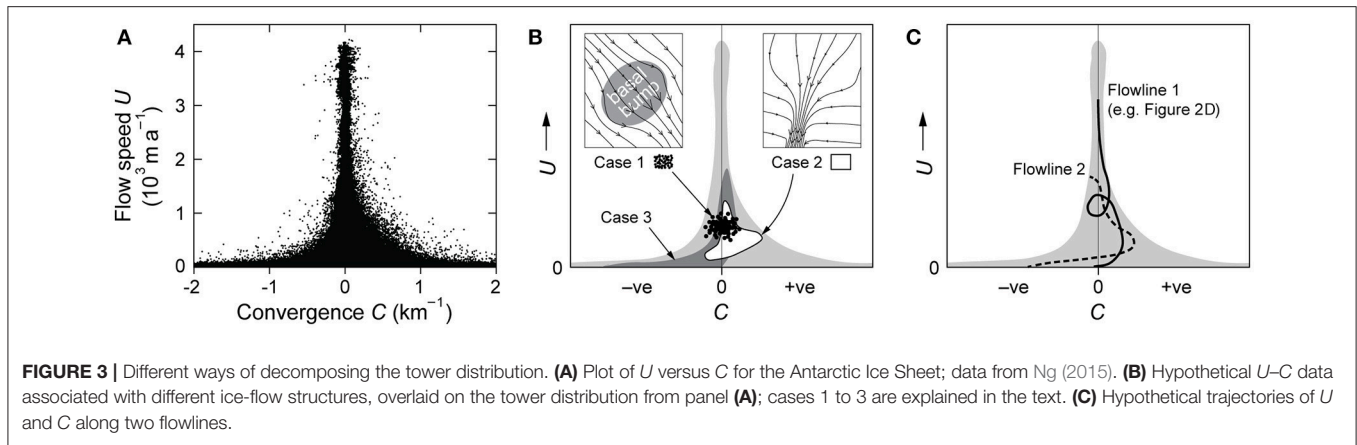 A
Flow speed U
(10³ m a⁻¹)
4
3
2
1
0
-2
-1
0
1
2
Convergence C (km⁻¹)
B
U
basal
bump
Case 1
Case 2
Case 3
0
–ve
0
+ve
C
C
U
Flowline 1
(e.g. Figure 2D)
Flowline 2
0
–ve
0
+ve
C
FIGURE 3 | Different ways of decomposing the tower distribution. (A) Plot of U versus C for the Antarctic Ice Sheet; data from Ng (2015). (B) Hypothetical U–C data
associated with different ice-flow structures, overlaid on the tower distribution from panel (A); cases 1 to 3 are explained in the text. (C) Hypothetical trajectories of U
and C along two flowlines.